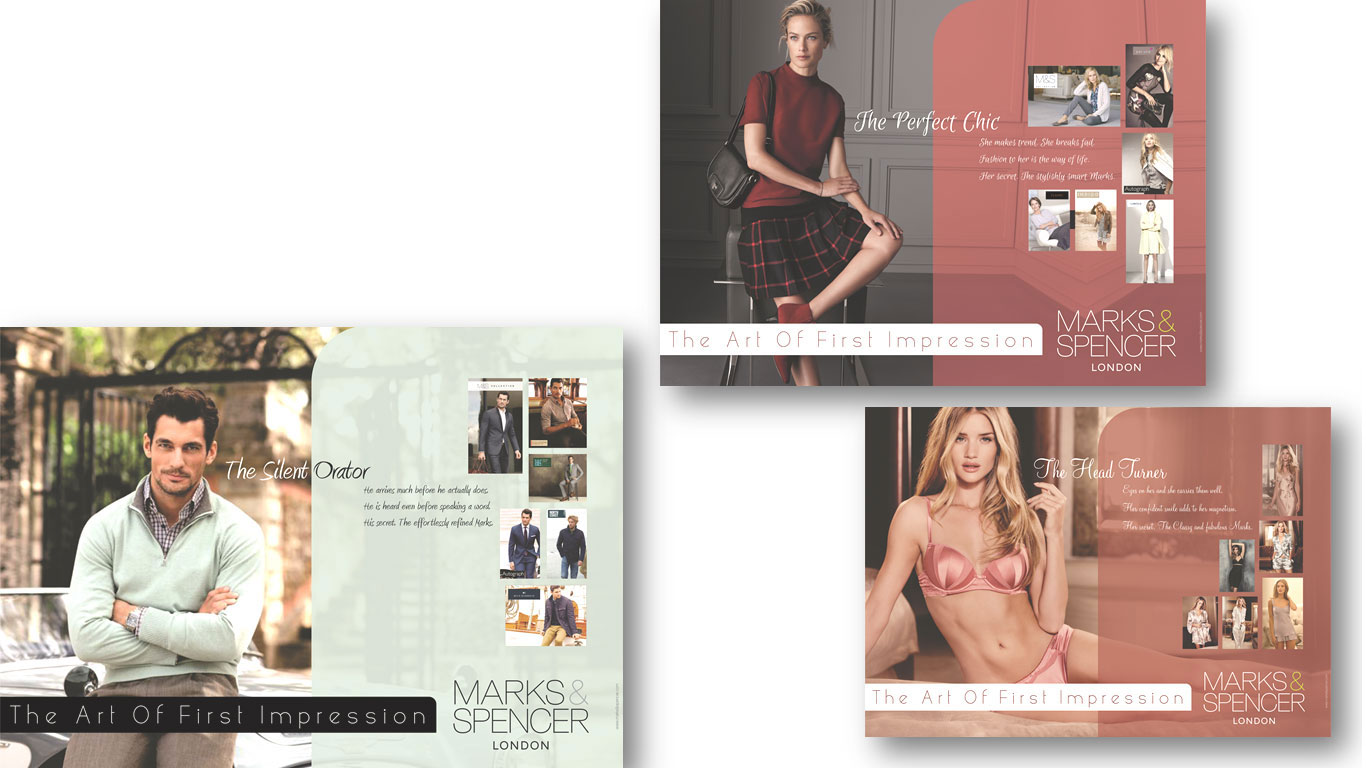 The Perfect Chic
She makes trend. She breaks fad.
Fashion to her is the way of life.
Her secret. The stylishly smart Marks.
M&S
Autograph
The Art Of First Impression
MARKS&
SPENCER
LONDON
The Silent Orator
He arrives much before he actually does.
He is heard even before speaking a word.
His secret. The effortlessly refined Marks.
M&S COLLECTION
Autograph
The Art Of First Impression
MARKS&
SPENCER
LONDON
The Head Turner
Eyes on her and she carries them well.
Her confident smile adds to her magnetism.
Her secret. The Classy and fabulous Marks.
The Art Of First Impression
MARKS&
SPENCER
LONDON